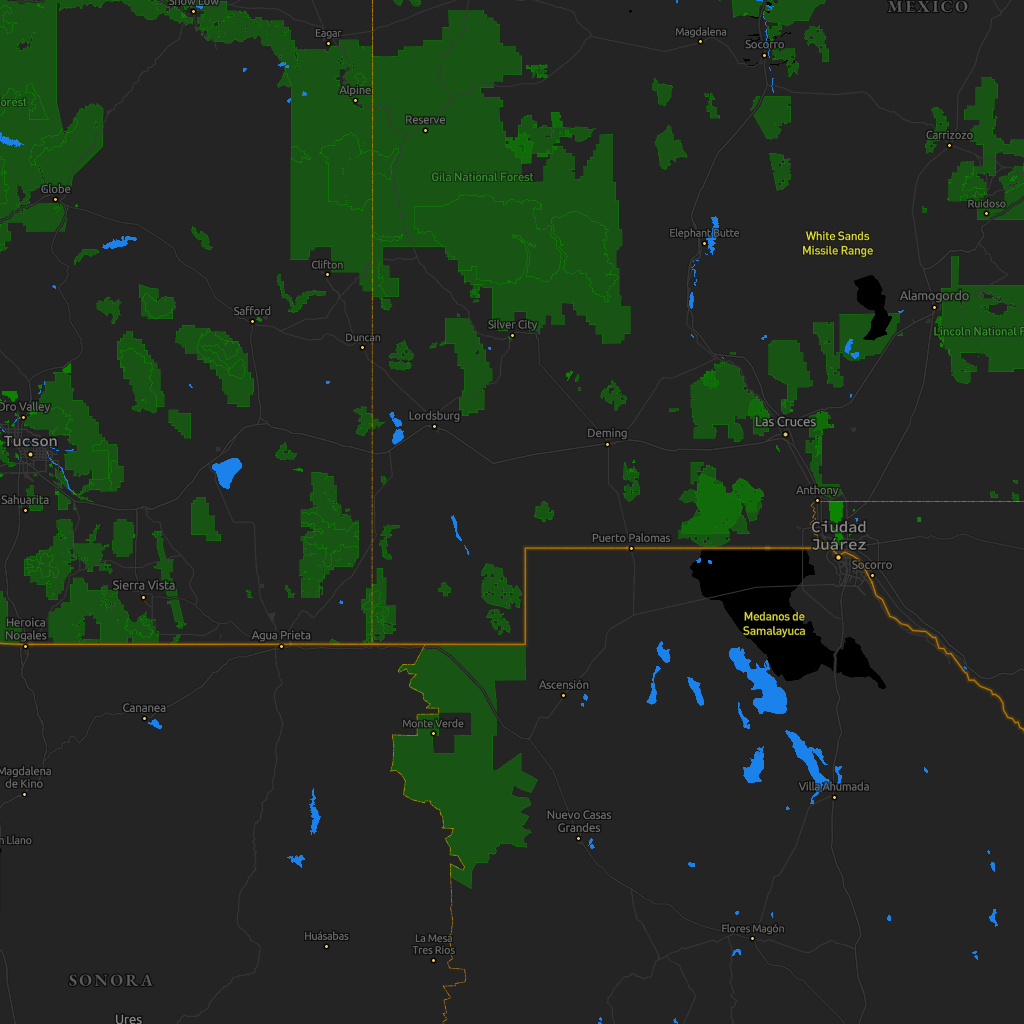 Show Low
MEXICO
Eagar
Magdalena
Socorro
Alpine
Forest
Reserve
Carrizozo
Gila National Forest
Globe
Ruidoso
Elephant Butte
White Sands
Missile Range
Clifton
Alamogordo
Safford
Silver City
Lincoln National F
Duncan
Oro Valley
Lordsburg
Las Cruces
Tucson
Deming
Sahuarita
Anthony
Ciudad
Juárez
Puerto Palomas
Socorro
Sierra Vista
Heroica
Nogales
Medanos de
Samalayuca
Agua Prieta
Ascensión
Cananea
Monte Verde
Magdalena
de Kino
Villa Ahumada
Nuevo Casas
Grandes
n Llano
Flores Magón
Huásabas
La Mesa
Tres Rios
SONORA
Ures